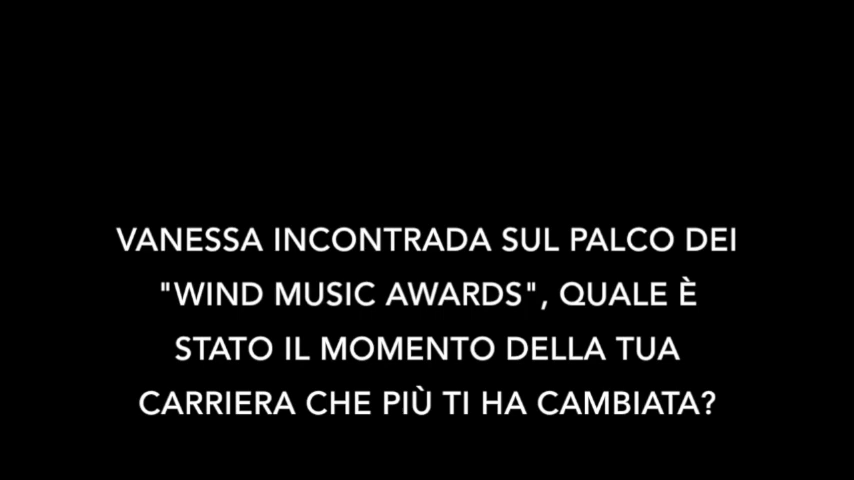 VANESSA INCONTRADA SUL PALCO DEI
"WIND MUSIC AWARDS", QUALE È
STATO IL MOMENTO DELLA TUA
CARRIERA CHE PIÙ TI HA CAMBIATA?